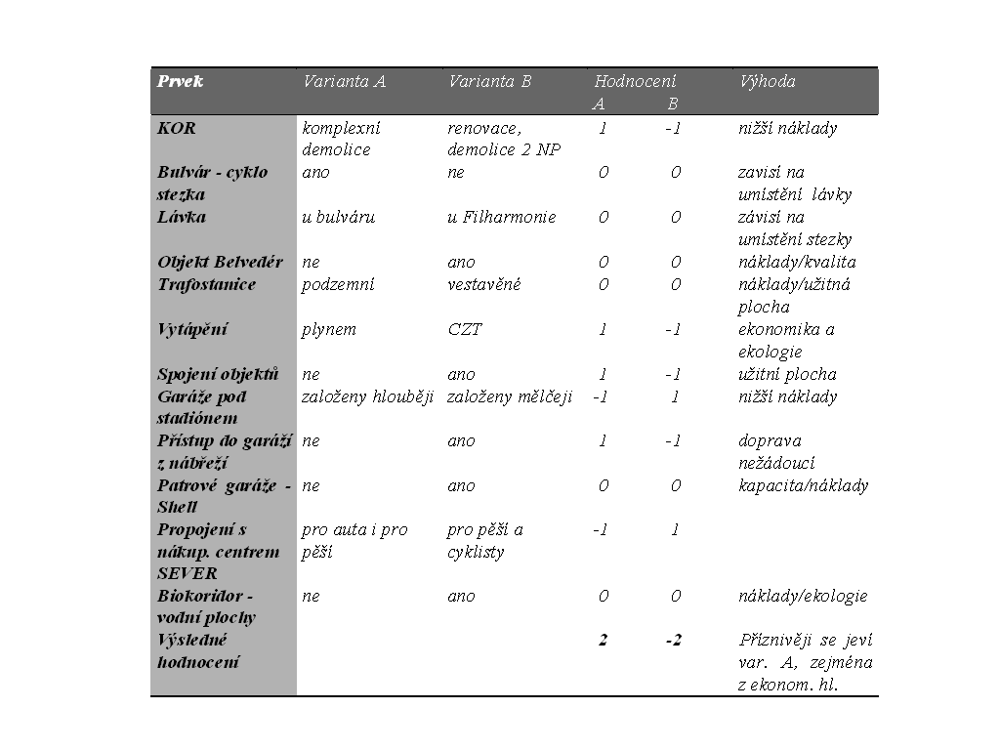 Prvek Varianta A Varianta B Hodnocení Výhoda
A B
KOR komplexní renovace, 1 -1 nižší náklady
demolice demolice 2 NP
Bulvár - cyklo ano ne 0 0 zavisí na
stezka umístění lávky
Lávka u bulváru u Filharmonie 0 0 závisí na
umístění stezky
Objekt Belvedér ne ano 0 0 náklady/kvalita
Trafostanice podzemní vestavěné 0 0 náklady/užitná
plocha
Vytápění plynem CZT 1 -1 ekonomika a
ekologie
Spojení objektů ne ano 1 -1 užitní plocha
Garáže pod založeny hlouběji založeny mělčeji -1 1 nižší náklady
stadiónem
Přístup do garáží ne ano 1 -1 doprava
z nábřeží nežádoucí
Patrové garáže - ne ano 0 0 kapacita/náklady
Shell
Propojení s pro auta i pro pro pěší a -1 1
nákup. centrem pěší cyklisty
SEVER
Biokoridor - ne ano 0 0 náklady/ekologie
vodní plochy
Výsledné 2 -2 Příznivěji se jeví
hodnocení var. A, zejména
z ekonom. hl.